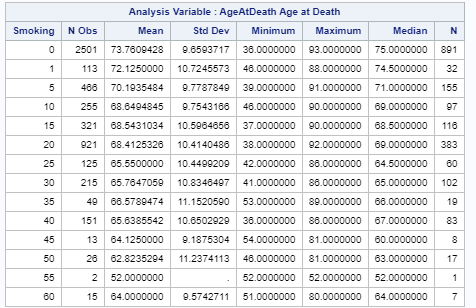 Analysis Variable : AgeAtDeath Age at Death
Smoking N Obs Mean Std Dev Minimum Maximum Median N
0 2501 73.7609428 9.6593717 36.0000000 93.0000000 75.0000000 891
1 113 72.1250000 10.7245573 46.0000000 88.0000000 74.5000000 32
5 466 70.1935484 9.7787849 39.0000000 91.0000000 71.0000000 155
10 255 68.6494845 9.7543166 46.0000000 90.0000000 69.0000000 97
15 321 68.5431034 10.5964656 37.0000000 90.0000000 68.5000000 116
20 921 68.4125326 10.4140486 38.0000000 92.0000000 69.0000000 383
25 125 65.5500000 10.4499209 42.0000000 86.0000000 64.5000000 60
30 215 65.7647059 10.8346497 41.0000000 86.0000000 65.0000000 102
35 49 66.5789474 11.1520590 53.0000000 89.0000000 66.0000000 19
40 151 65.6385542 10.6502929 36.0000000 86.0000000 67.0000000 83
45 13 64.1250000 9.1875304 54.0000000 81.0000000 60.0000000 8
50 26 62.8235294 11.2374113 46.0000000 81.0000000 63.0000000 17
55 2 52.0000000 . 52.0000000 52.0000000 52.0000000 1
60 15 64.0000000 9.5742711 51.0000000 80.0000000 64.0000000 7